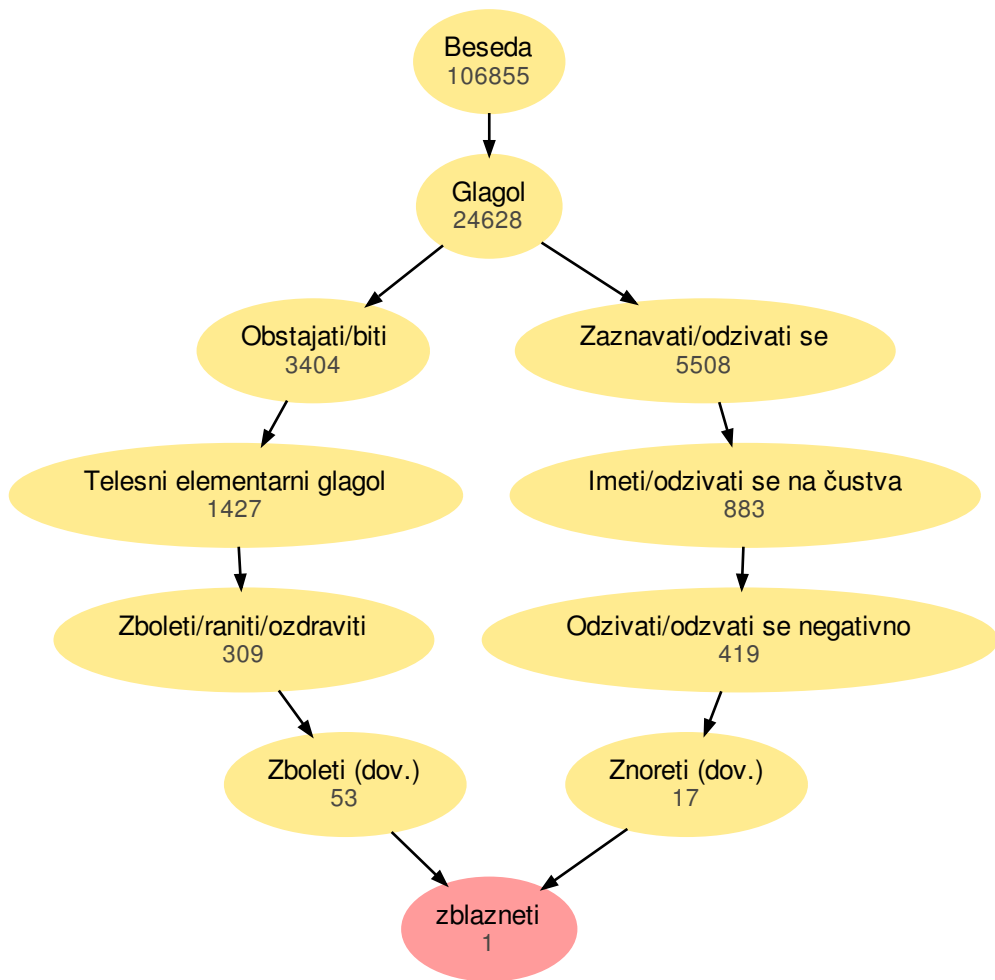 Beseda
106855
Glagol
24628
Obstajati/biti
3404
Zaznavati/odzivati se
5508
Telesni elementarni glagol
1427
Imeti/odzivati se na čustva
883
Zboleti/raniti/ozdraviti
309
Odzivati/odzvati se negativno
419
Zboleti (dov.)
53
Znoreti (dov.)
17
zblazneti
1